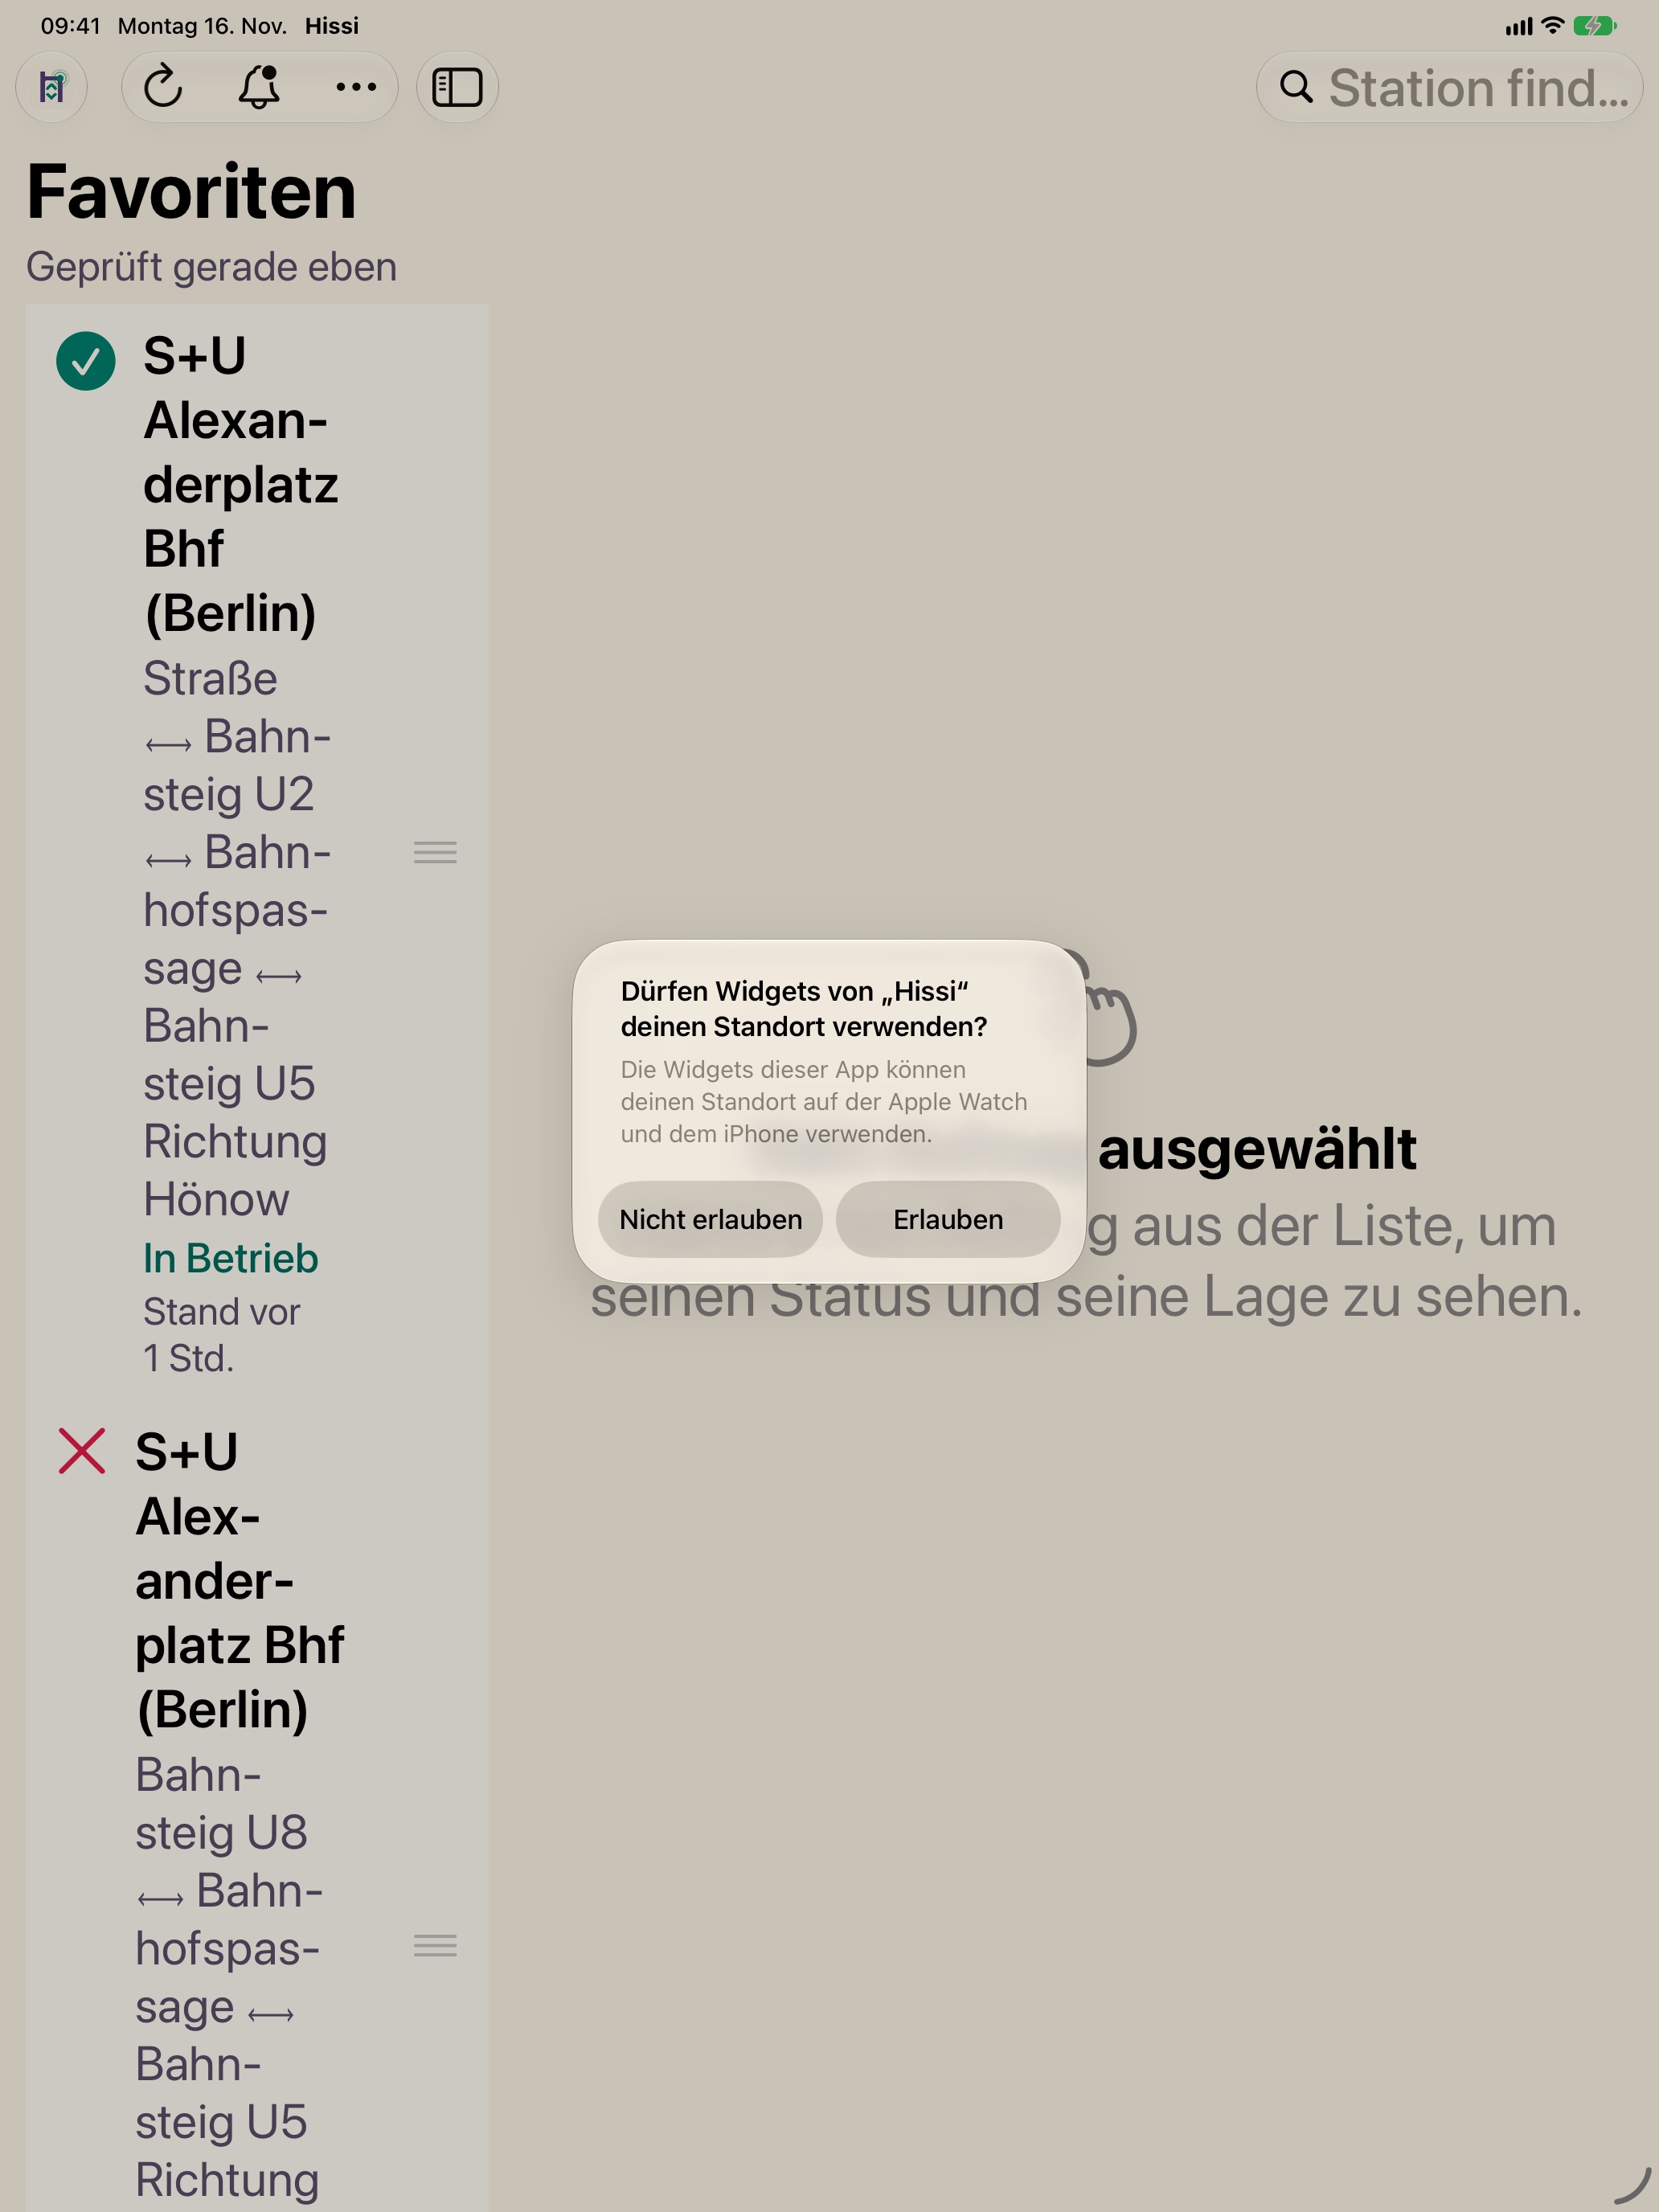 09:41 Montag 16. Nov. Hissi
Station find…
Favoriten
Geprüft gerade eben
S+U
Alexan-
derplatz
Bhf
(Berlin)
Straße
⟷ Bahn-
steig U2
⟷ Bahn-
hofspas-
sage ⟷
Bahn-
steig U5
Richtung
Hönow
In Betrieb
Stand vor
1 Std.
S+U
Alex-
ander-
platz Bhf
(Berlin)
Bahn-
steig U8
⟷ Bahn-
hofspas-
sage ⟷
Bahn-
steig U5
Richtung
Dürfen Widgets von „Hissi“
deinen Standort verwenden?
Die Widgets dieser App können
deinen Standort auf der Apple Watch
und dem iPhone verwenden.
Nicht erlauben Erlauben
ausgewählt
aus der Liste, um
seinen Status und seine Lage zu sehen.